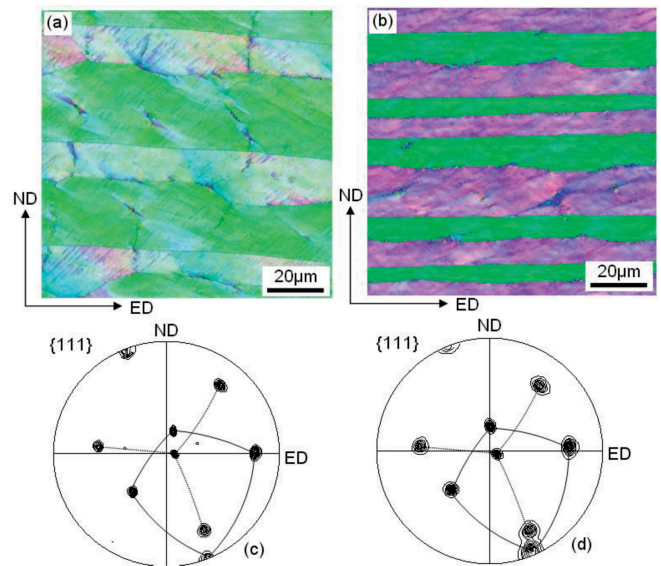 (a)
(b)
ND
ED
20μm
ND
ED
20μm
{111}
ND
ED
(c)
{111}
ND
ED
(d)